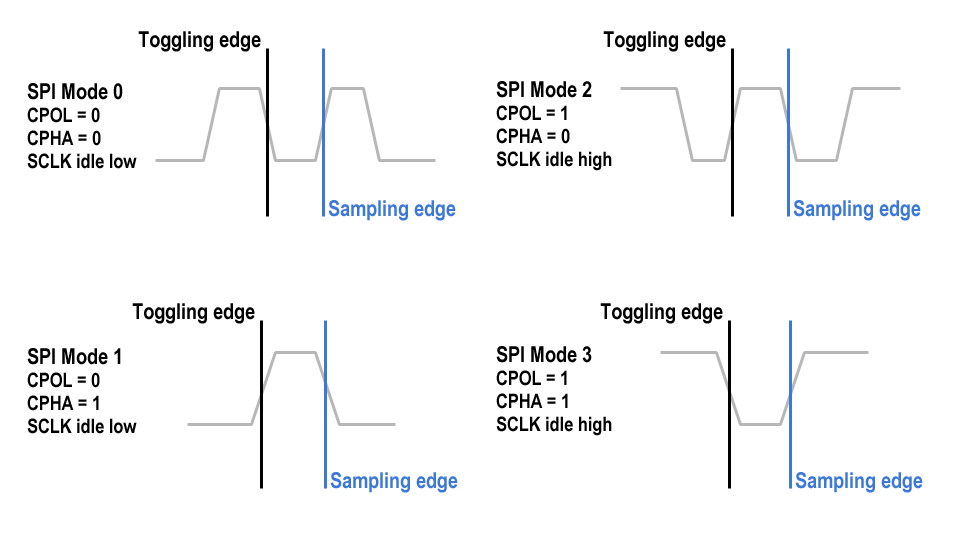 Toggling edge
SPI Mode 0
CPOL = 0
CPHA = 0
SCLK idle low
Sampling edge
Toggling edge
SPI Mode 2
CPOL = 1
CPHA = 0
SCLK idle high
Sampling edge
Toggling edge
SPI Mode 1
CPOL = 0
CPHA = 1
SCLK idle low
Sampling edge
Toggling edge
SPI Mode 3
CPOL = 1
CPHA = 1
SCLK idle high
Sampling edge